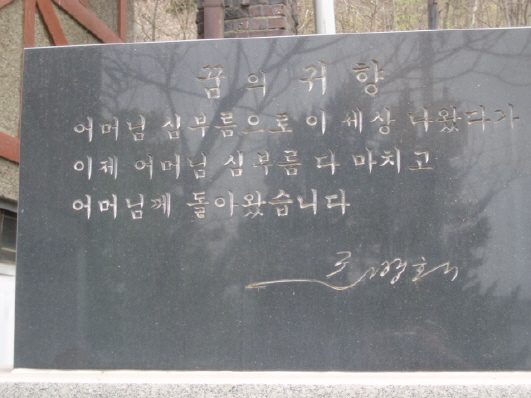 꿈의 귀향
어머님 심부름으로 이 세상 나왔다가
이제 어머님 심부름 다 마치고
어머님께 돌아왔습니다